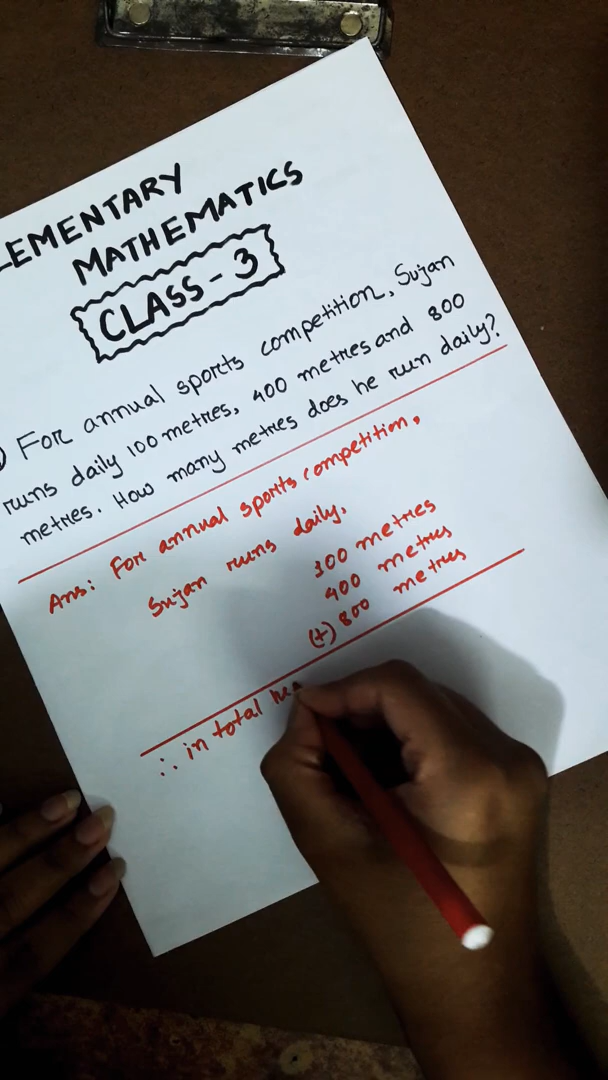 LEMENTARY
MATHEMATICS
CLASS-3
) For annual sports competition, Sujan
runs daily 100 metres, 400 metres and 800
metres. How many metres does he run daily?
Ans: For annual sports competition,
Sujan runs daily,
100 metres
400 metres
(+) 800 metres
∴ in total he